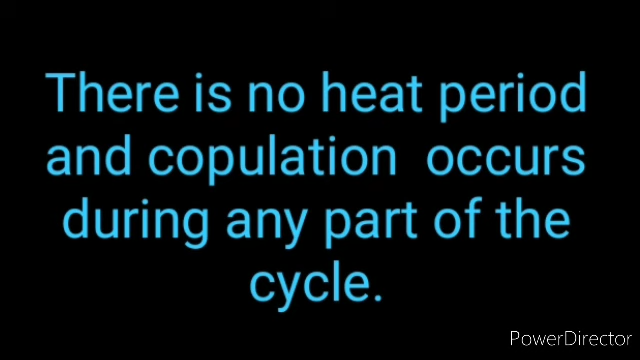 There is no heat period
and copulation  occurs
during any part of the
cycle.
PowerDirector